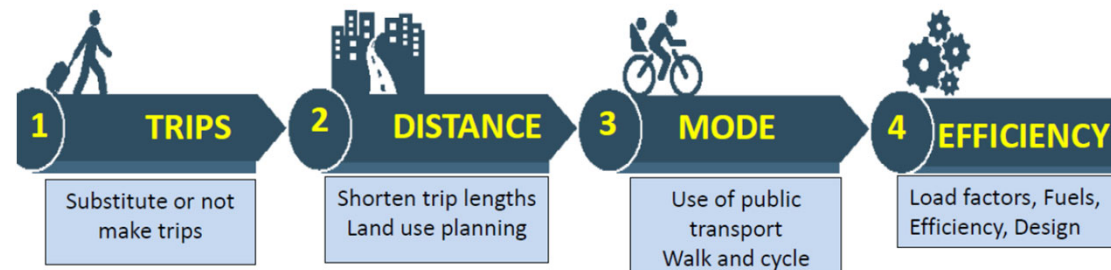 1 TRIPS
Substitute or not
make trips
2 DISTANCE
Shorten trip lengths
Land use planning
3 MODE
Use of public
transport
Walk and cycle
4 EFFICIENCY
Load factors, Fuels,
Efficiency, Design